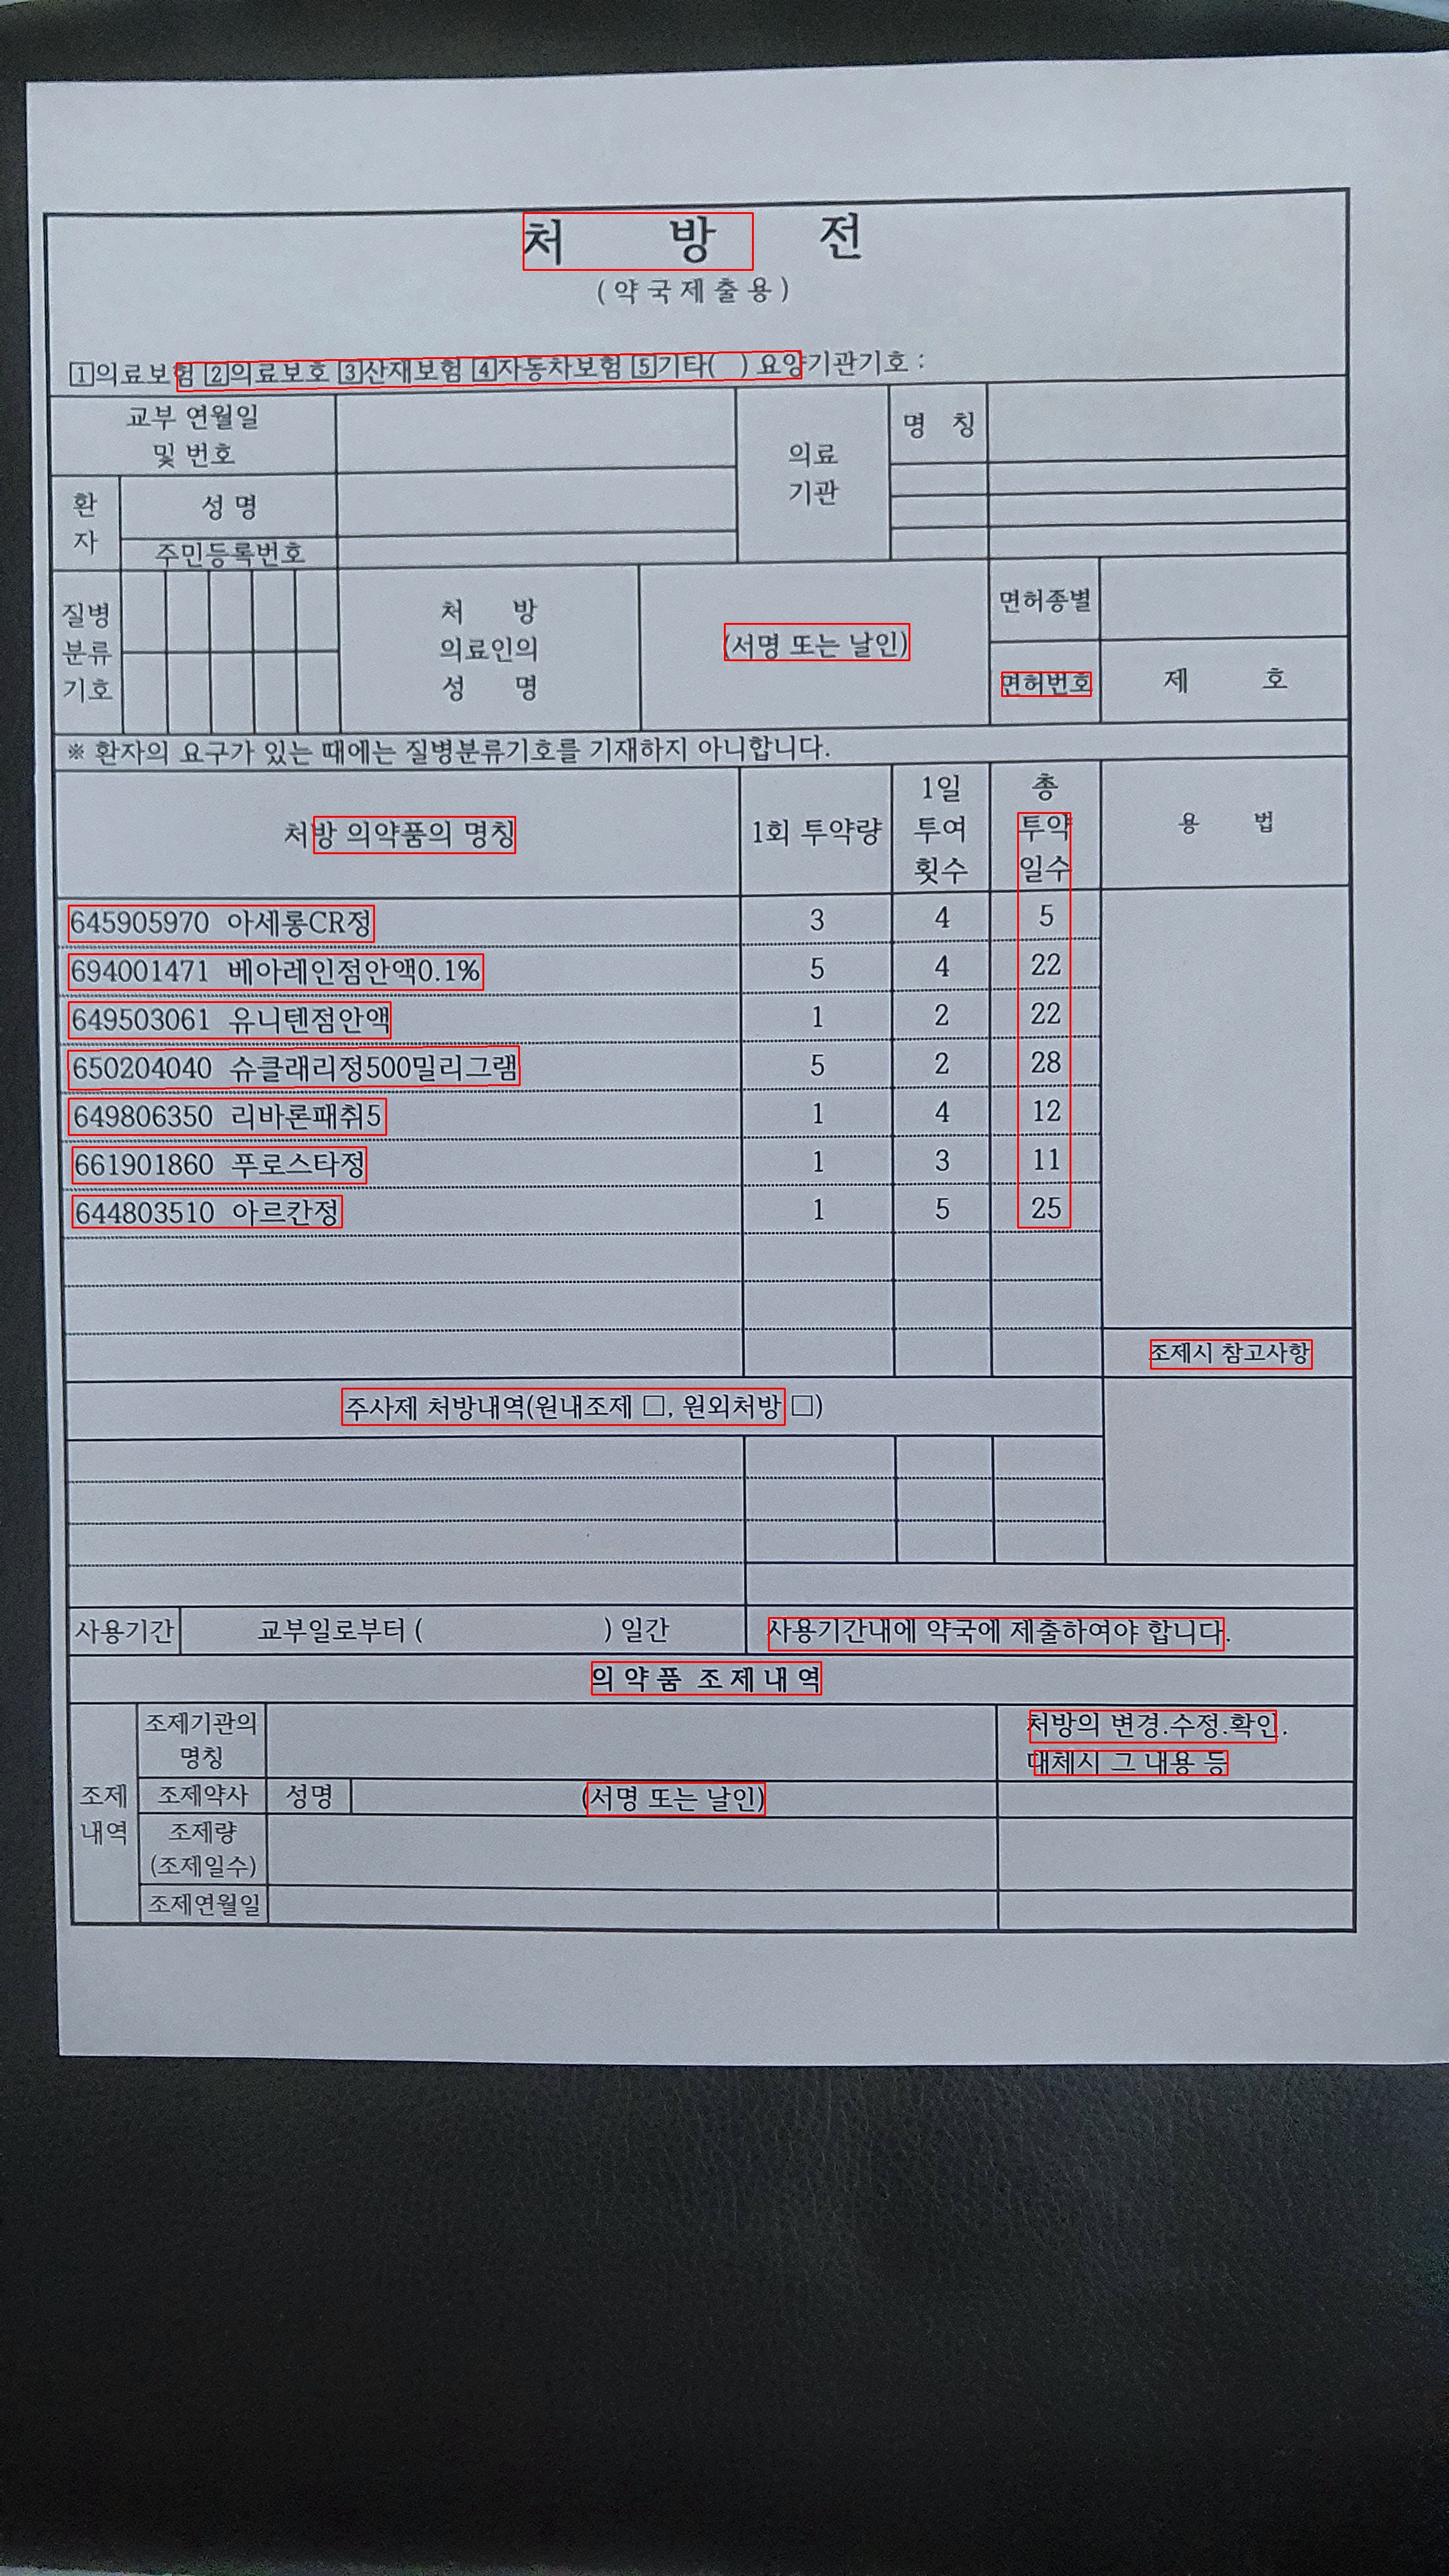 처 방 전
(약국제출용)
1의료보험 2의료보호 3산재보험 4자동차보험 5기타( ) 요양기관기호 :
교부 연월일
및 번호
의료
기관
명 칭
환
자
성 명
주민등록번호
질병
분류
기호
처 방
의료인의
성 명
(서명 또는 날인)
면허종별
면허번호
제 호
※ 환자의 요구가 있는 때에는 질병분류기호를 기재하지 아니합니다.
처방 의약품의 명칭
1회 투약량
1일
투여
횟수
총
투약
일수
용 법
645905970 아세롱CR정 3 4 5
694001471 베아레인점안액0.1% 5 4 22
649503061 유니텐점안액 1 2 22
650204040 슈클래리정500밀리그램 5 2 28
649806350 리바론패취5 1 4 12
661901860 푸로스타정 1 3 11
644803510 아르칸정 1 5 25
조제시 참고사항
주사제 처방내역(원내조제 □, 원외처방 □)
사용기간 교부일로부터 ( ) 일간 사용기간내에 약국에 제출하여야 합니다.
의 약 품 조 제 내 역
조제
내역
조제기관의
명칭
처방의 변경.수정.확인.
대체시 그 내용 등
조제약사 성명 (서명 또는 날인)
조제량
(조제일수)
조제연월일